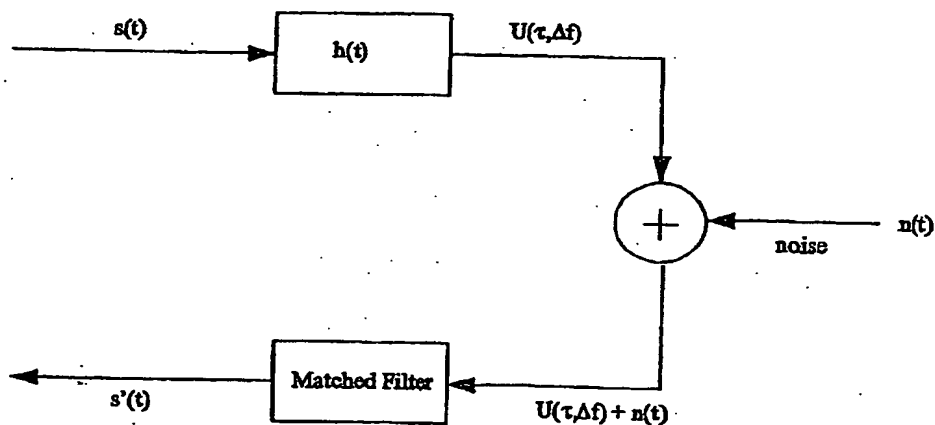 s(t)
h(t)
U(τ,Δf)
+
n(t)
noise
Matched Filter
s'(t)
U(τ,Δf) + n(t)